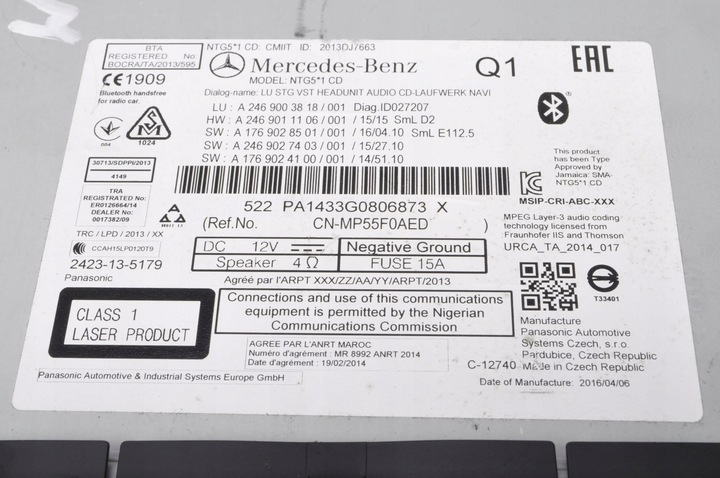 BTA
REGISTERED No:
BOCRA/TA/2013/595
NTG5*1 CD: CMIIT ID: 2013DJ7663
Mercedes-Benz
Q1
EAC
CE1909
MODEL: NTG5*1 CD
Bluetooth handsfree
for radio car.
Dialog-name: LU STG VST HEADUNIT AUDIO CD-LAUFWERK NAVI
LU : A 246 900 38 18 / 001 Diag.ID027207
HW : A 246 901 11 06 / 001 / 15/15 SmL D2
SW : A 176 902 85 01 / 001 / 16/04.10 SmL E112.5
SW : A 246 902 74 03 / 001 / 15/27.10
SW : A 176 902 41 00 / 001 / 14/51.10
1024
30713/SDPPI/2013
4149
TRA
REGISTERED No:
ER0126664/14
DEALER No:
0017382/09
This product
has been Type
Approved by
Jamaica: SMA-
NTG5*1 CD
MSIP-CRI-ABC-XXX
522 PA1433G0806873 X
(Ref.No. CN-MP55F0AED )
MPEG Layer-3 audio coding
technology licensed from
Fraunhofer IIS and Thomson
URCA_TA_2014_017
TRC / LPD / 2013 / XX
CCAH15LP0120T9
2423-13-5179
Panasonic
DC 12V
Negative Ground
Speaker 4 Ω
FUSE 15A
Agréé par l'ARPT XXX/ZZ/AA/YY/ARPT/2013
Connections and use of this communications
equipment is permitted by the Nigerian
Communications Commission
T33401
CLASS 1
LASER PRODUCT
AGREE PAR L'ANRT MAROC
Numéro d'agrément : MR 8992 ANRT 2014
Date d'agrément : 19/02/2014
Manufacture
Panasonic Automotive
Systems Czech, s.r.o.
Pardubice, Czech Republic
C-12740 Made in Czech Republic
Date of Manufacture: 2016/04/06
Panasonic Automotive & Industrial Systems Europe GmbH